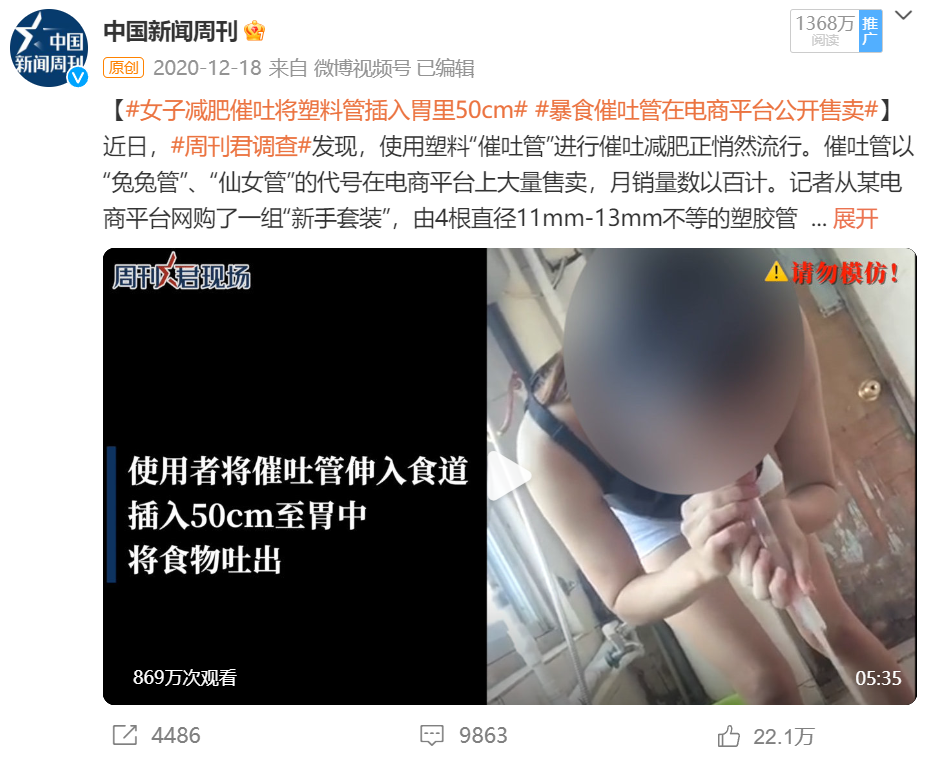 中国新闻周刊
中国
新闻周刊
1368万
阅读
推广
原创 2020-12-18 来自 微博视频号 已编辑
【#女子减肥催吐将塑料管插入胃里50cm# #暴食催吐管在电商平台公开售卖#】
近日，#周刊君调查#发现，使用塑料“催吐管”进行催吐减肥正悄然流行。催吐管以
“兔兔管”、“仙女管”的代号在电商平台上大量售卖，月销量数以百计。记者从某电
商平台网购了一组“新手套装”，由4根直径11mm-13mm不等的塑胶管 ... 展开
周刊君现场
请勿模仿！
使用者将催吐管伸入食道
插入50cm至胃中
将食物吐出
869万次观看
05:35
4486
9863
22.1万